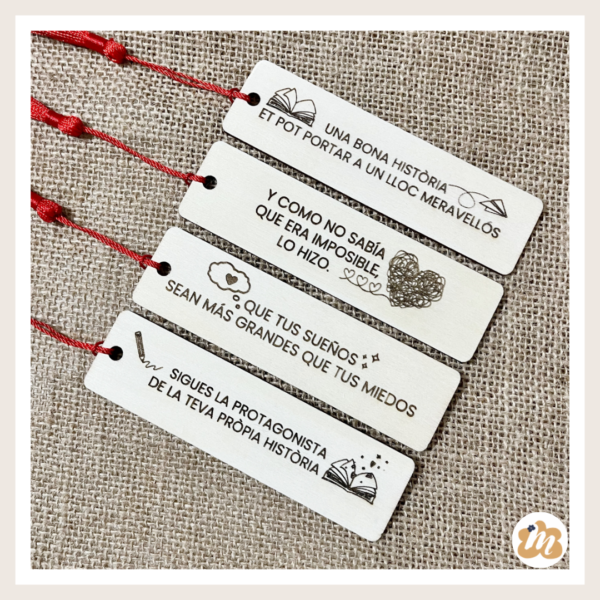 UNA BONA HISTÒRIA
ET POT PORTAR A UN LLOC MERAVELLÓS
Y COMO NO SABÍA
QUE ERA IMPOSIBLE,
LO HIZO.
QUE TUS SUEÑOS
SEAN MÁS GRANDES QUE TUS MIEDOS
SIGUES LA PROTAGONISTA
DE LA TEVA PRÒPIA HISTÒRIA